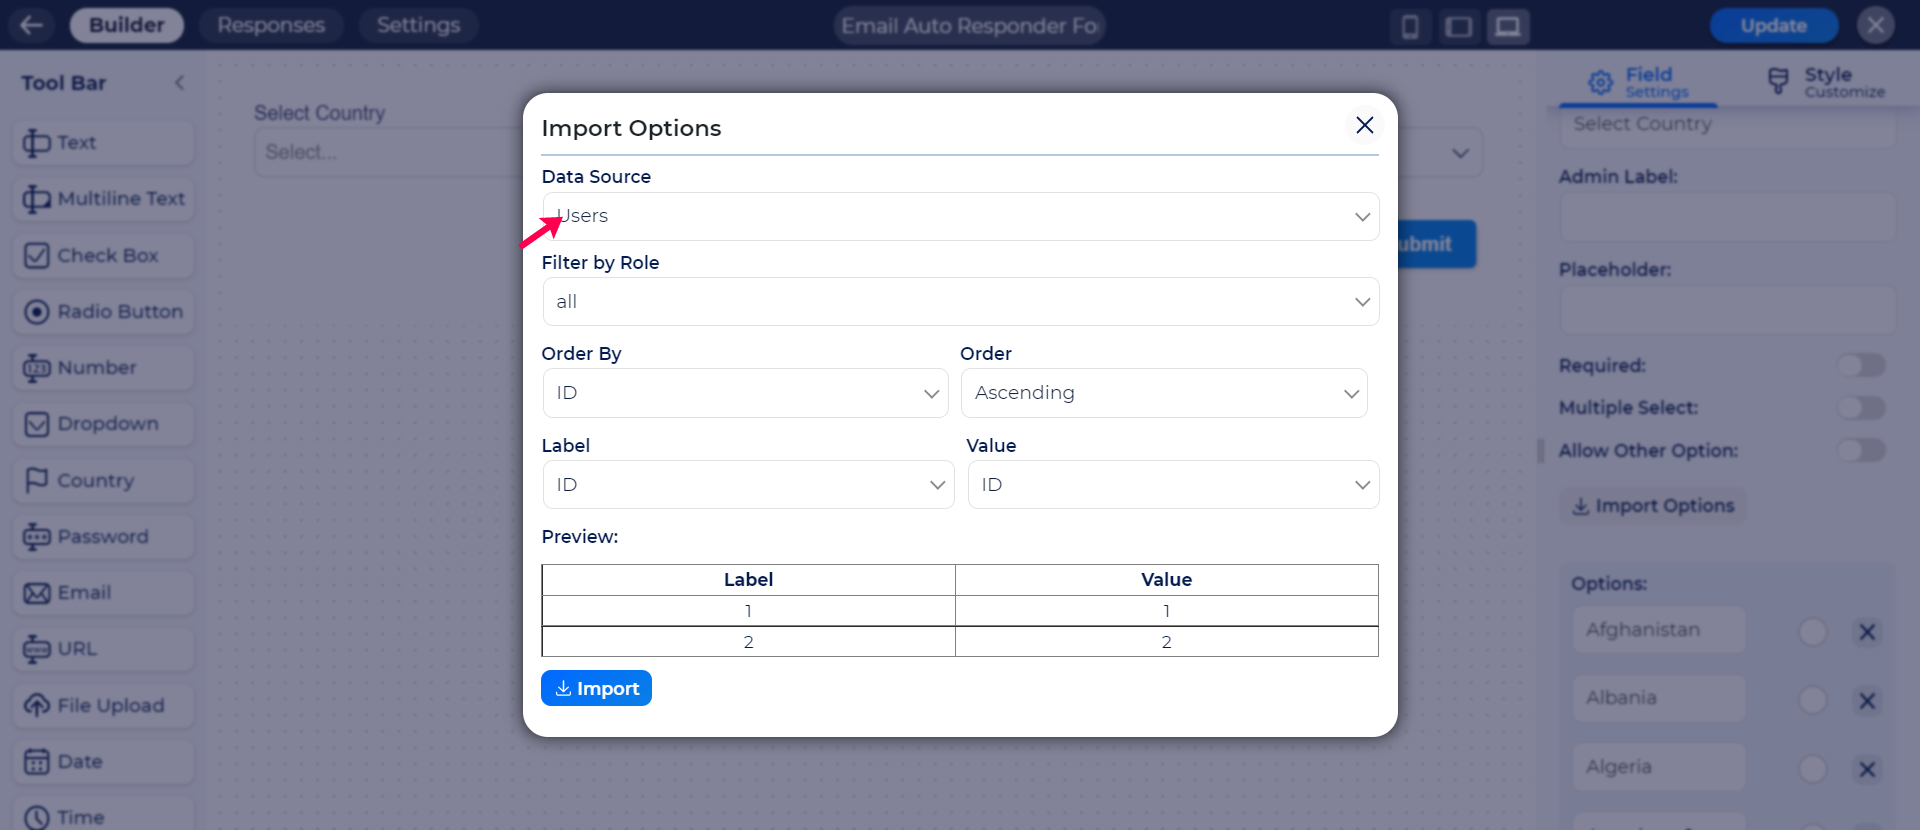 Builder
Responses
Settings
Email Auto Responder Fo
Update
Tool Bar
Text
Multiline Text
Check Box
Radio Button
Number
Dropdown
Country
Password
Email
URL
File Upload
Date
Time
Select Country
Select...
ubmit
Import Options
Data Source
Users
Filter by Role
all
Order By
Order
ID
Ascending
Label
Value
ID
ID
Preview:
Label Value
1 1
2 2
Import
Field
Settings
Style
Customize
Select Country
Admin Label:
Placeholder:
Required:
Multiple Select:
Allow Other Option:
Import Options
Options:
Afghanistan
Albania
Algeria